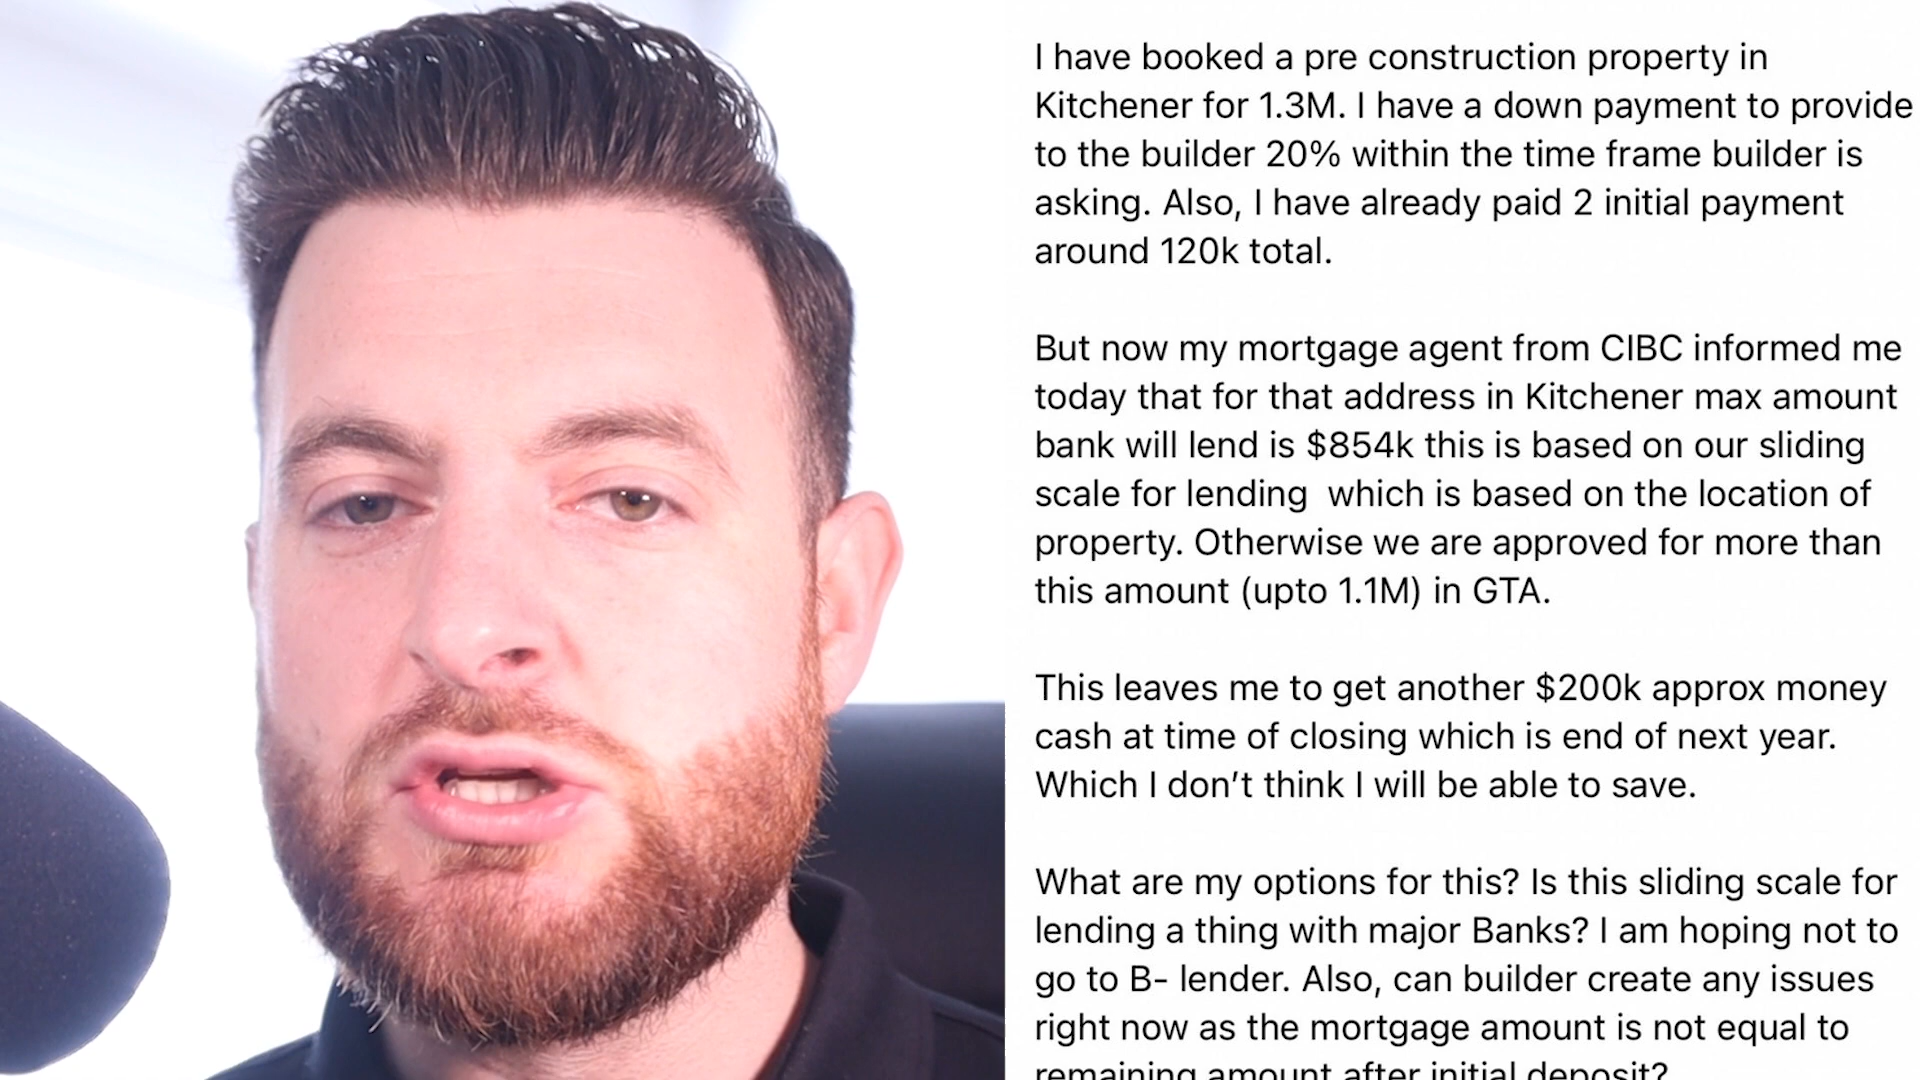 I have booked a pre construction property in
Kitchener for 1.3M. I have a down payment to provide
to the builder 20% within the time frame builder is
asking. Also, I have already paid 2 initial payment
around 120k total.
But now my mortgage agent from CIBC informed me
today that for that address in Kitchener max amount
bank will lend is $854k this is based on our sliding
scale for lending  which is based on the location of
property. Otherwise we are approved for more than
this amount (upto 1.1M) in GTA.
This leaves me to get another $200k approx money
cash at time of closing which is end of next year.
Which I don’t think I will be able to save.
What are my options for this? Is this sliding scale for
lending a thing with major Banks? I am hoping not to
go to B- lender. Also, can builder create any issues
right now as the mortgage amount is not equal to
remaining amount after initial deposit?